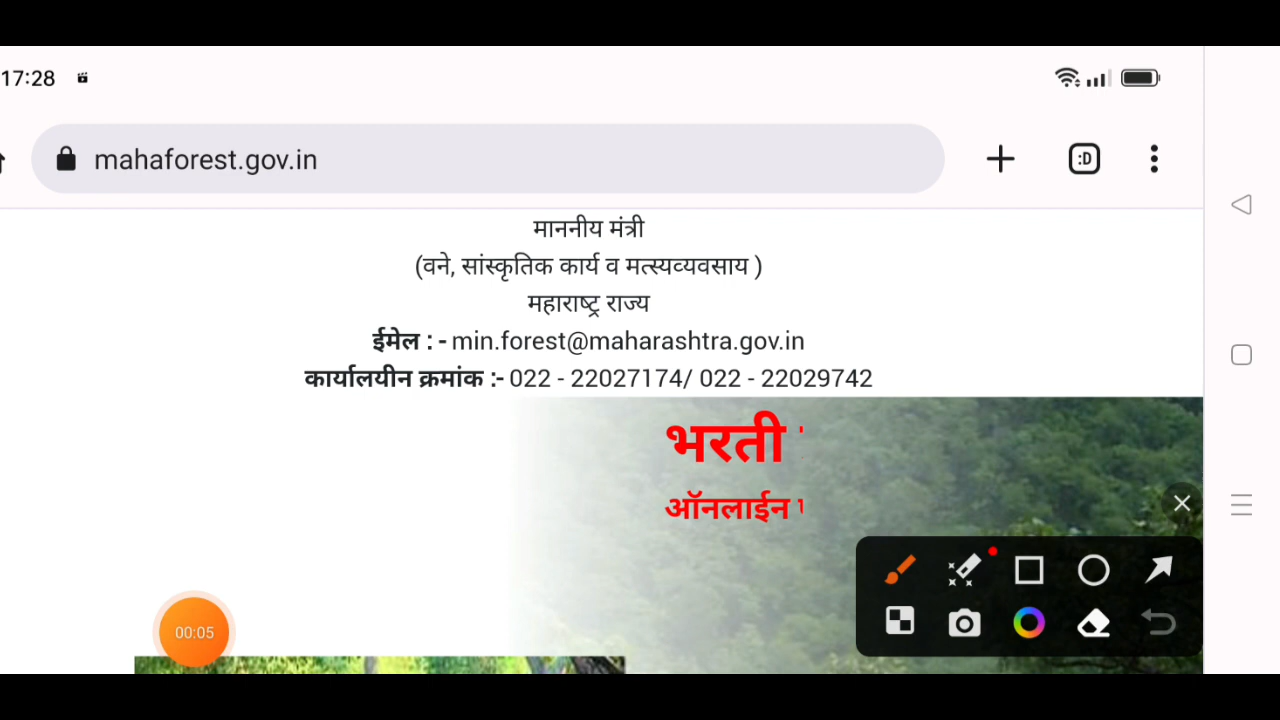 17:28
mahaforest.gov.in
:D
माननीय मंत्री
(वने, सांस्कृतिक कार्य व मत्स्यव्यवसाय )
महाराष्ट्र राज्य
ईमेल : - min.forest@maharashtra.gov.in
कार्यालयीन क्रमांक :- 022 - 22027174/ 022 - 22029742
भरती
ऑनलाईन
00:05